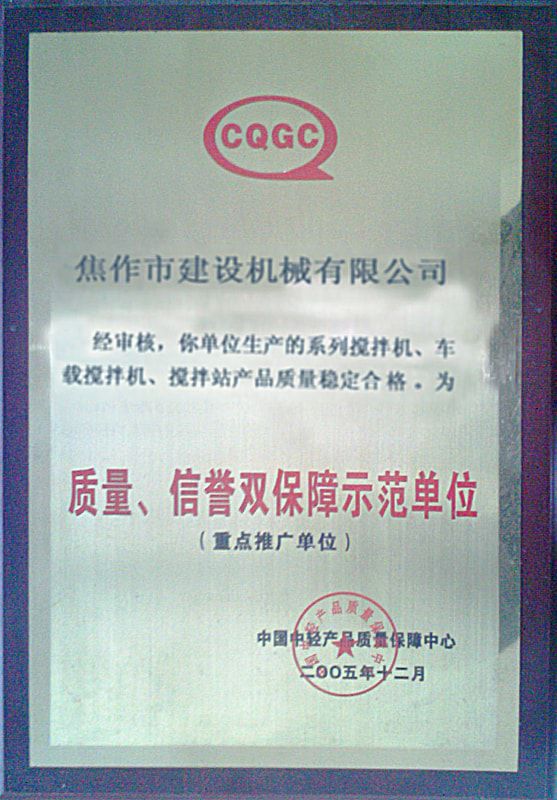 CQGC
焦作市建设机械有限公司
经审核，你单位生产的系列搅拌机、车
载搅拌机、搅拌站产品质量稳定合格。为
质量、信誉双保障示范单位
（重点推广单位）
中国中轻产品质量保障中心
二〇〇五年十二月